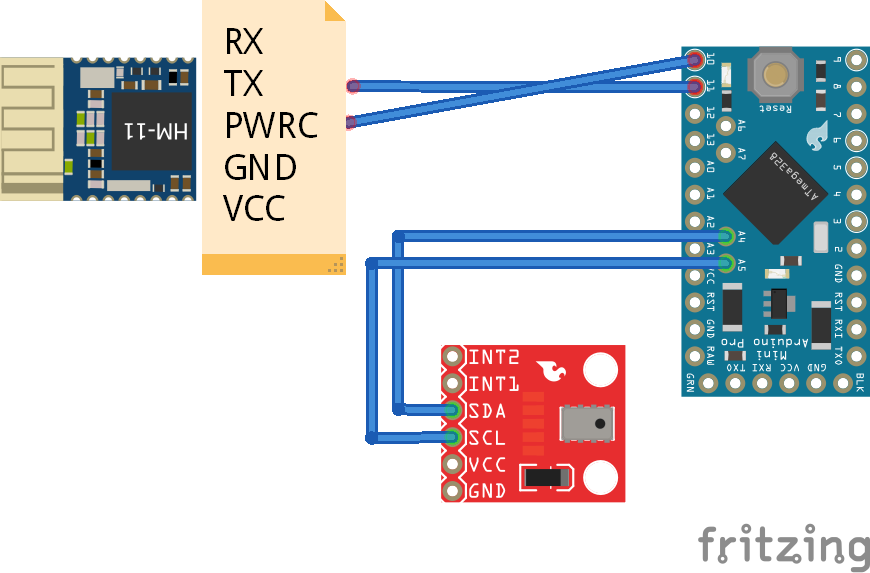 HM-11
RX
TX
PWRC
GND
VCC
10
11
12
13
A0
A1
A2
A3
VCC
RST
GND
RAW
A6
A7
A4
A5
Reset
ATmega328
9
8
7
6
5
4
3
2
GND
RST
RXI
TXO
Arduino
Pro
Mini
GRN
TXO
RXI
VCC
GND
BLK
INT2
INT1
SDA
SCL
VCC
GND
fritzing